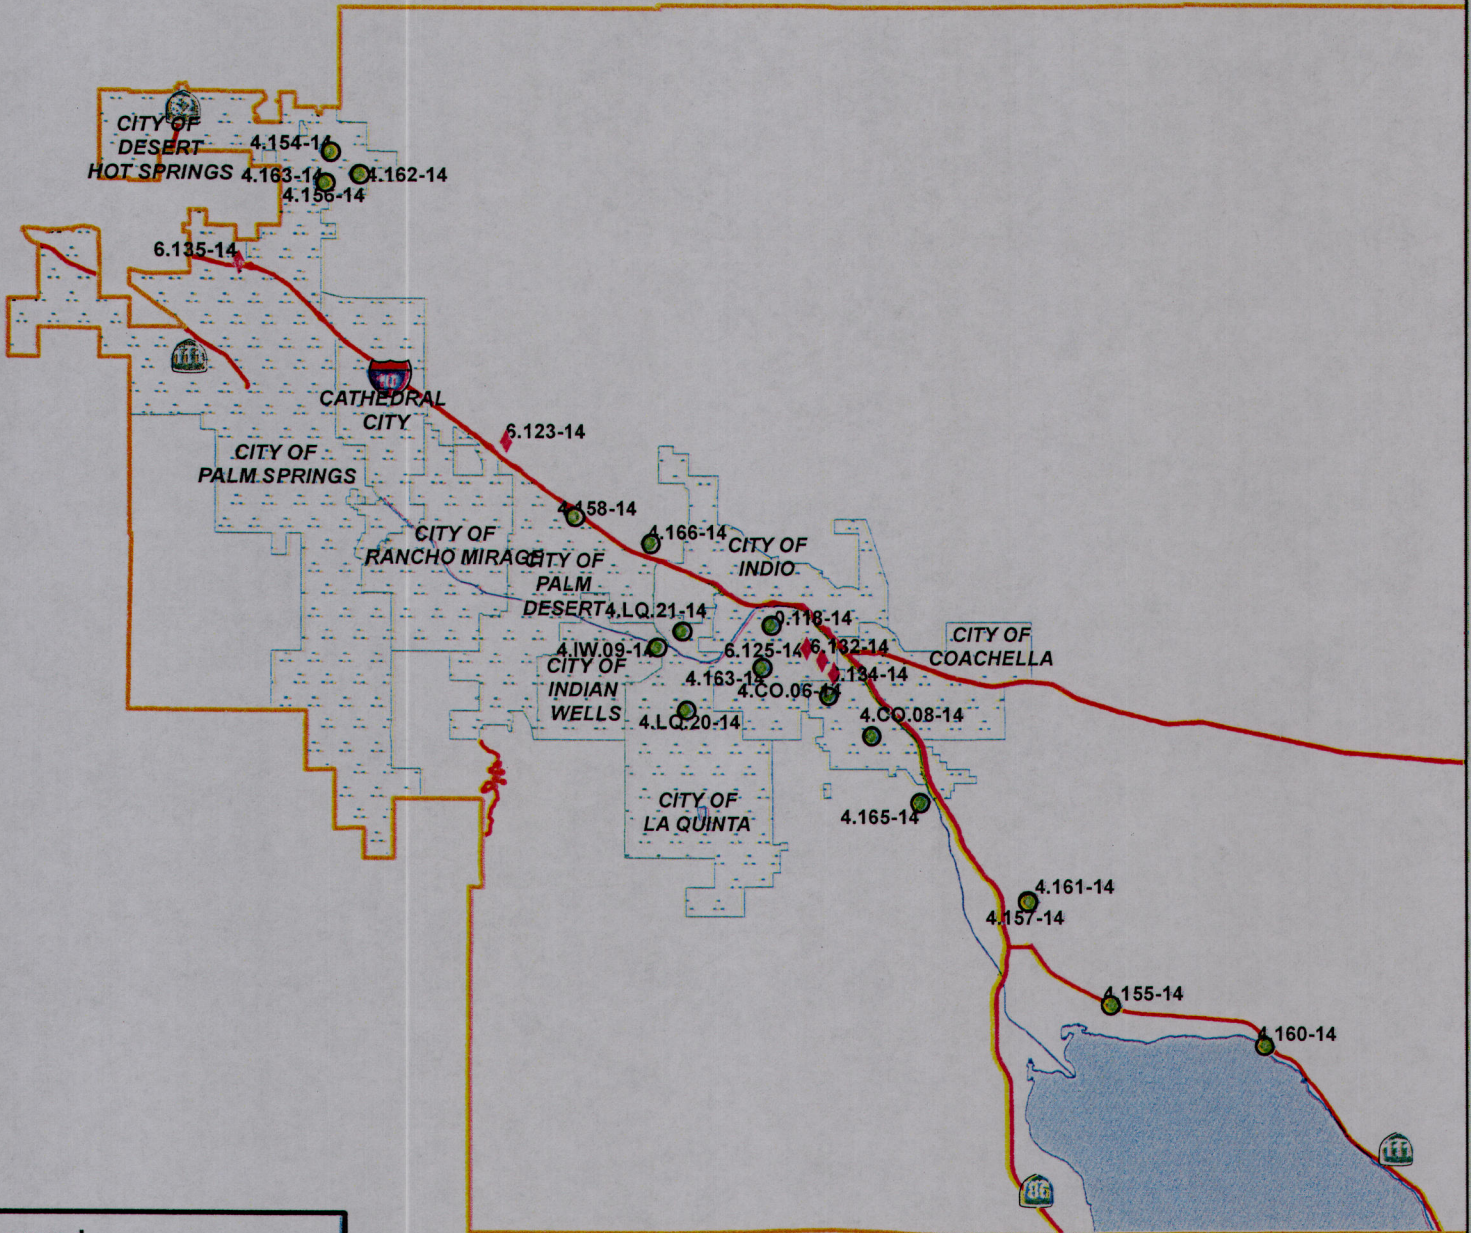 CITY OF
DESERT
HOT SPRINGS
4.154-14
4.163-14
4.162-14
4.156-14
6.135-14
111
CATHEDRAL
CITY
6.123-14
CITY OF
PALM SPRINGS
4.158-14
4.166-14
CITY OF
RANCHO MIRAGE
CITY OF
INDIO
CITY OF
PALM
DESERT
4.LQ.21-14
0.118-14
4.IW.09-14
6.125-14
6.132-14
CITY OF
COACHELLA
CITY OF
INDIAN
WELLS
4.163-14
.134-14
4.CO.06-14
4.LQ.20-14
4.CO.08-14
CITY OF
LA QUINTA
4.165-14
4.161-14
4.157-14
4.155-14
4.160-14
111
86